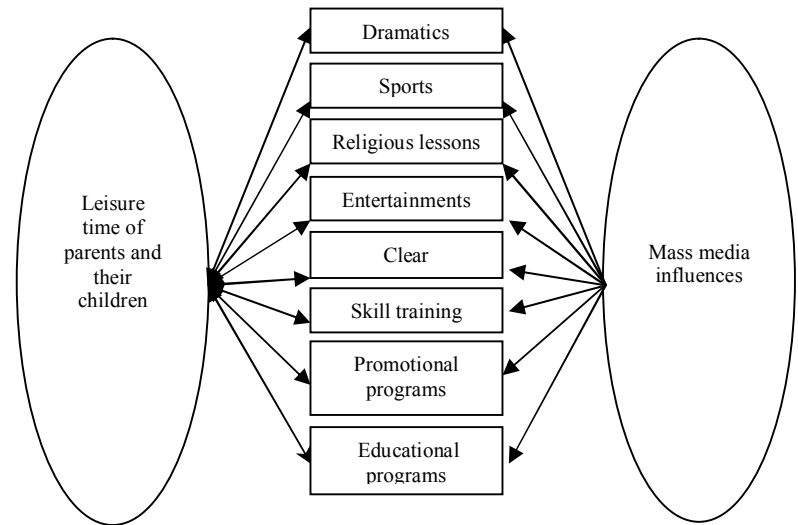 Leisure
time of
parents and
their
children
Dramatics
Sports
Religious lessons
Entertainments
Clear
Skill training
Promotional
programs
Educational
programs
Mass media
influences